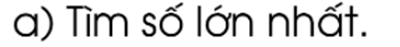 a) Tìm số lớn nhất.